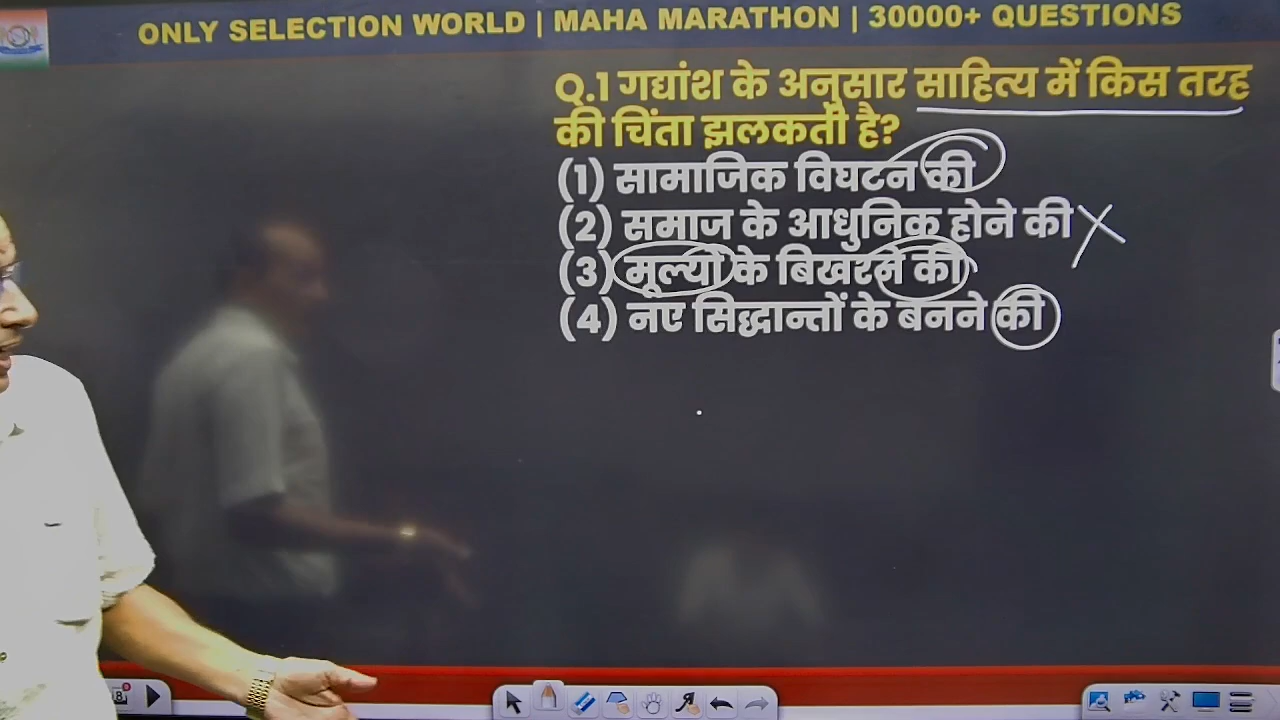 ONLY SELECTION WORLD | MAHA MARATHON | 30000+ QUESTIONS
Q.1 गद्यांश के अनुसार साहित्य में किस तरह
की चिंता झलकती है?
(1) सामाजिक विघटन की
(2) समाज के आधुनिक होने की
(3) मूल्यों के बिखरने की
(4) नए सिद्धान्तों के बनने की